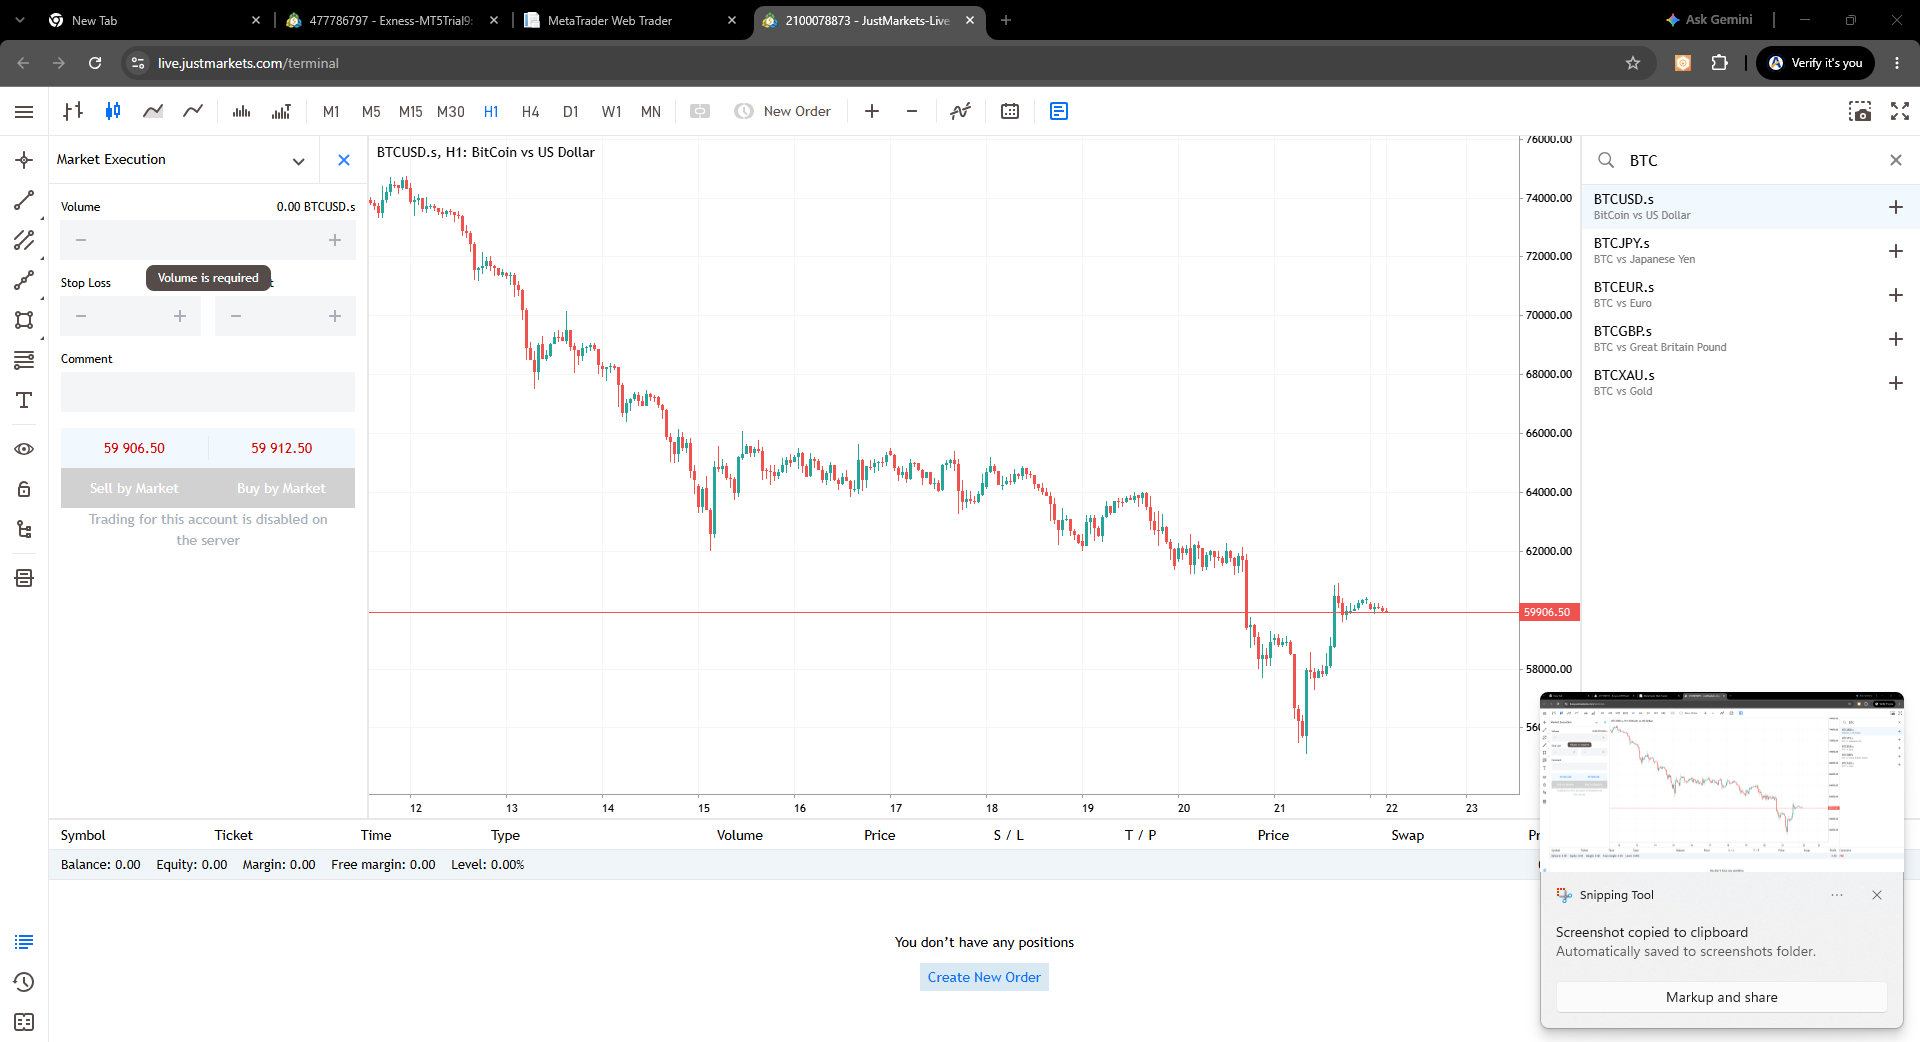 New Tab
477786797 - Exness-MT5Trial9:
MetaTrader Web Trader
2100078873 - JustMarkets-Live
Ask Gemini
live.justmarkets.com/terminal
Verify it's you
M1 M5 M15 M30 H1 H4 D1 W1 MN
New Order
Market Execution
BTCUSD.s, H1: BitCoin vs US Dollar
Volume
0.00 BTCUSD.s
Volume is required
Stop Loss
Comment
59 906.50
59 912.50
Sell by Market
Buy by Market
Trading for this account is disabled on
the server
76000.00
74000.00
72000.00
70000.00
68000.00
66000.00
64000.00
62000.00
59906.50
58000.00
12 13 14 15 16 17 18 19 20 21 22 23
BTC
BTCUSD.s
BitCoin vs US Dollar
BTCJPY.s
BTC vs Japanese Yen
BTCEUR.s
BTC vs Euro
BTCGBP.s
BTC vs Great Britain Pound
BTCXAU.s
BTC vs Gold
Symbol Ticket Time Type Volume Price S / L T / P Price Swap
Balance: 0.00 Equity: 0.00 Margin: 0.00 Free margin: 0.00 Level: 0.00%
You don't have any positions
Create New Order
Snipping Tool
Screenshot copied to clipboard
Automatically saved to screenshots folder.
Markup and share